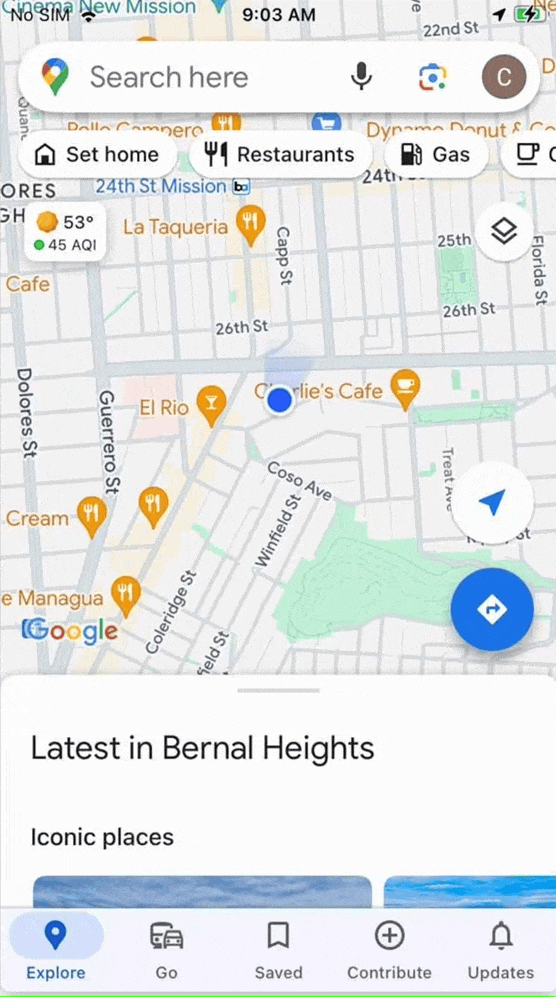 Cinema New Mission
No SIM
9:03 AM
22nd St
Search here
C
Pollo Campero
Dynamo Donut & Co
Set home
Restaurants
Gas
24th St Mission
ORES
GH
53°
45 AQI
La Taqueria
Capp St
25th
Florida St
Cafe
26th St
26th St
Dolores St
Guerrero St
El Rio
Charlie's Cafe
Coso Ave
Treat Ave
Winfield St
Cream
e Managua
Coleridge St
field St
Google
Latest in Bernal Heights
Iconic places
Explore
Go
Saved
Contribute
Updates